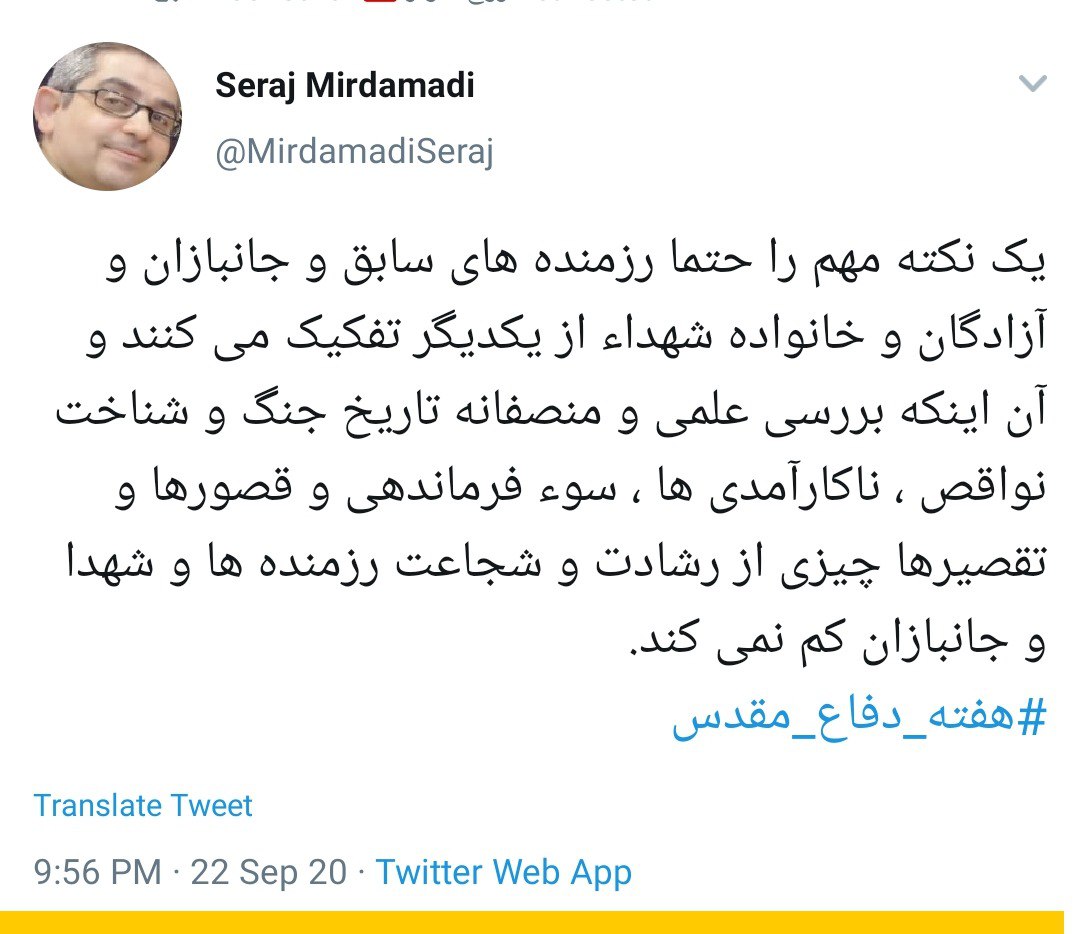 Seraj Mirdamadi
@MirdamadiSeraj
یک نکته مهم را حتما رزمنده های سابق و جانبازان و
آزادگان و خانواده شهداء از یکدیگر تفکیک می کنند و
آن اینکه بررسی علمی و منصفانه تاریخ جنگ و شناخت
نواقص ، ناکارآمدی ها ، سوء فرماندهی و قصورها و
تقصیرها چیزی از رشادت و شجاعت رزمنده ها و شهدا
و جانبازان کم نمی کند.
#هفته_دفاع_مقدس
Translate Tweet
9:56 PM · 22 Sep 20 · Twitter Web App